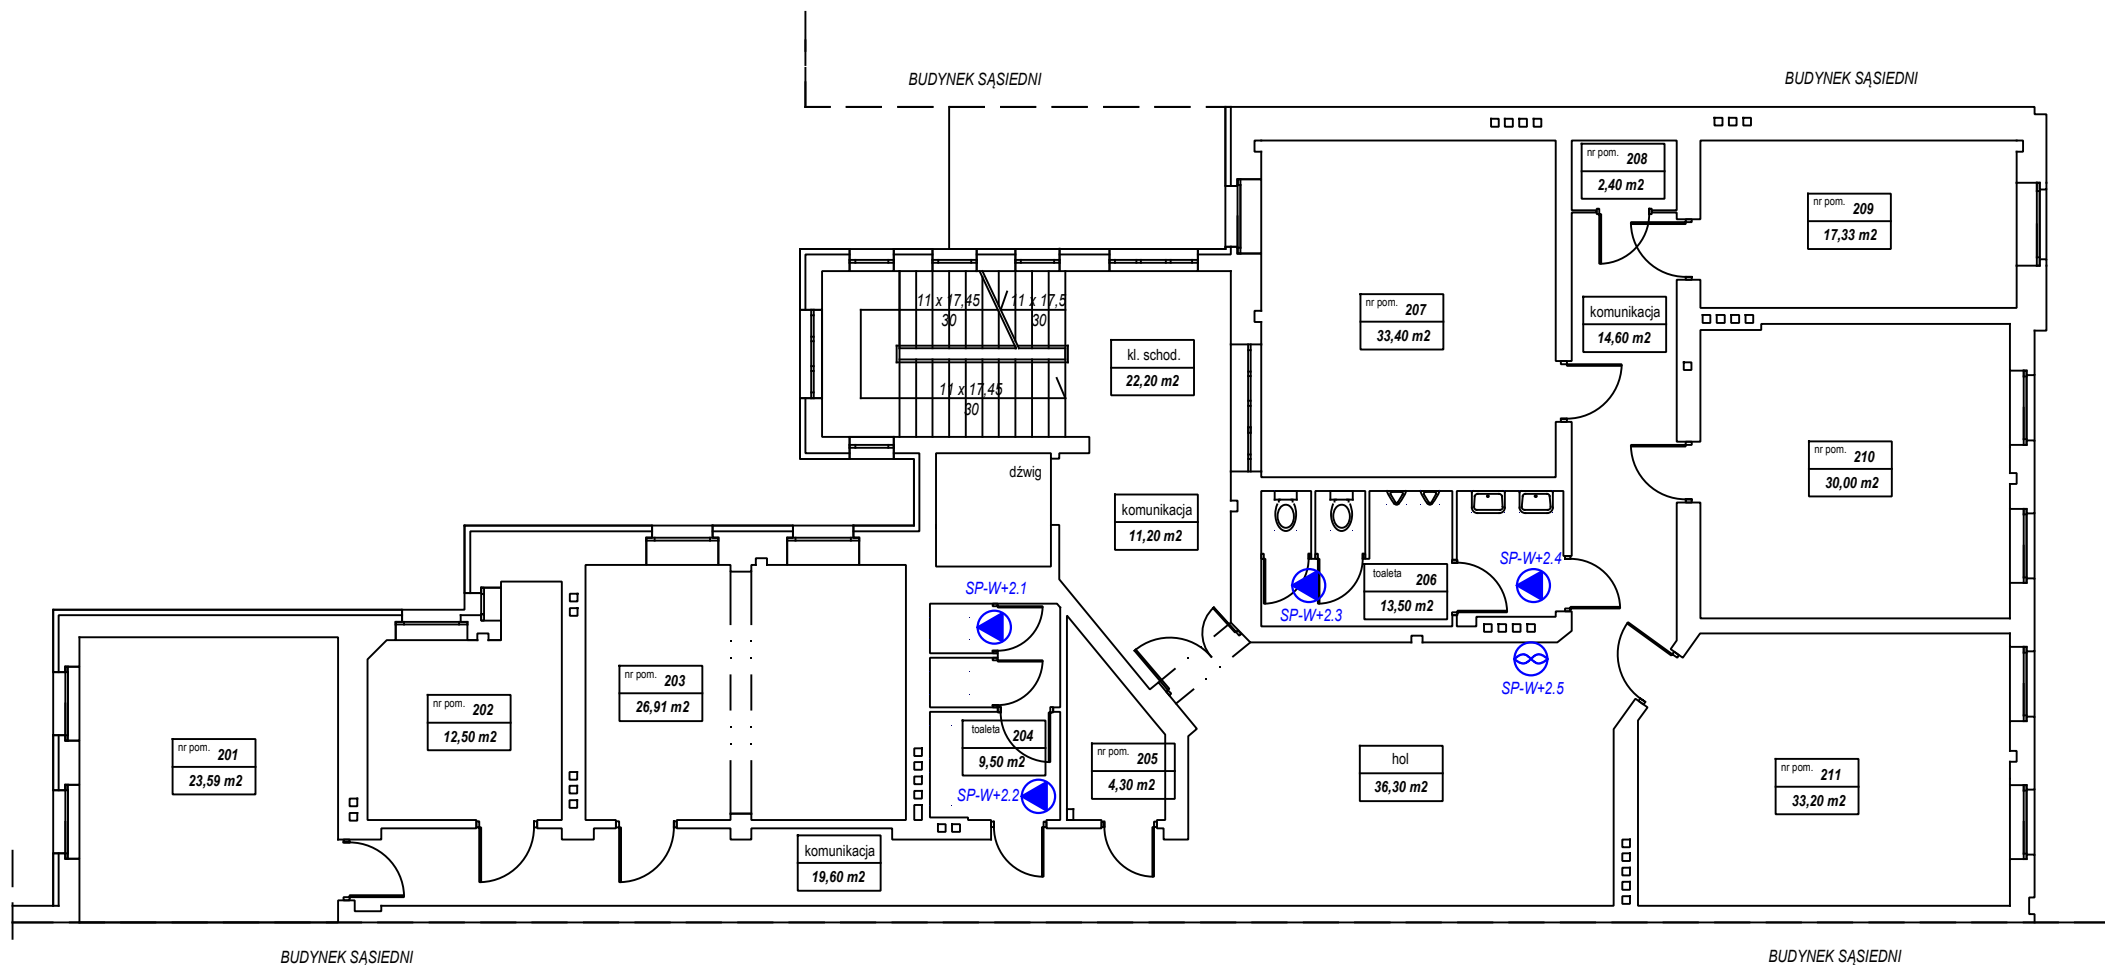 BUDYNEK SĄSIEDNI
BUDYNEK SĄSIEDNI
nr pom. 208
2,40 m2
nr pom. 209
17,33 m2
11 x 17,45
30
11 x 17,5
30
nr pom. 207
33,40 m2
komunikacja
14,60 m2
kl. schod.
22,20 m2
11 x 17,45
30
dźwig
nr pom. 210
30,00 m2
komunikacja
11,20 m2
SP-W+2.1
SP-W+2.4
toaleta 206
13,50 m2
SP-W+2.3
SP-W+2.5
nr pom. 203
26,91 m2
nr pom. 202
12,50 m2
toaleta 204
9,50 m2
nr pom. 201
23,59 m2
nr pom. 205
4,30 m2
hol
36,30 m2
nr pom. 211
33,20 m2
SP-W+2.2
komunikacja
19,60 m2
BUDYNEK SĄSIEDNI
BUDYNEK SĄSIEDNI